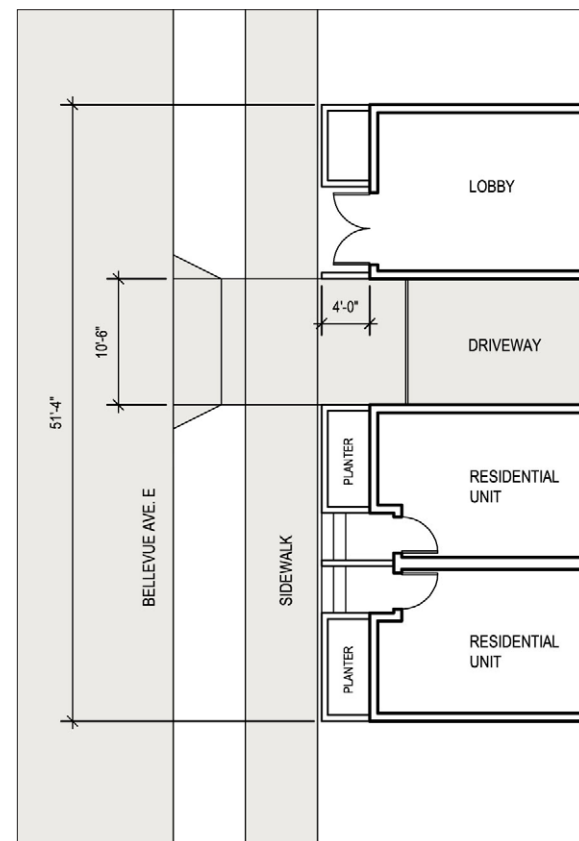 LOBBY
4'-0"
10'-6"
DRIVEWAY
51'-4"
PLANTER
RESIDENTIAL
UNIT
BELLEVUE AVE. E
SIDEWALK
PLANTER
RESIDENTIAL
UNIT